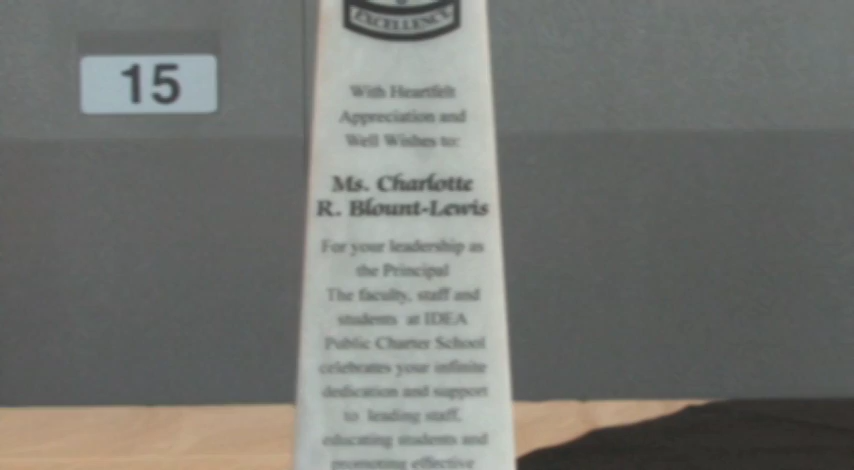 EXCELLENCE
15
With Heartfelt
Appreciation and
Well Wishes to:
Ms. Charlotte
R. Blount-Lewis
For your leadership as
the Principal
The faculty, staff and
students at IDEA
Public Charter School
celebrates your infinite
dedication and support
to leading staff,
educating students and
promoting effective